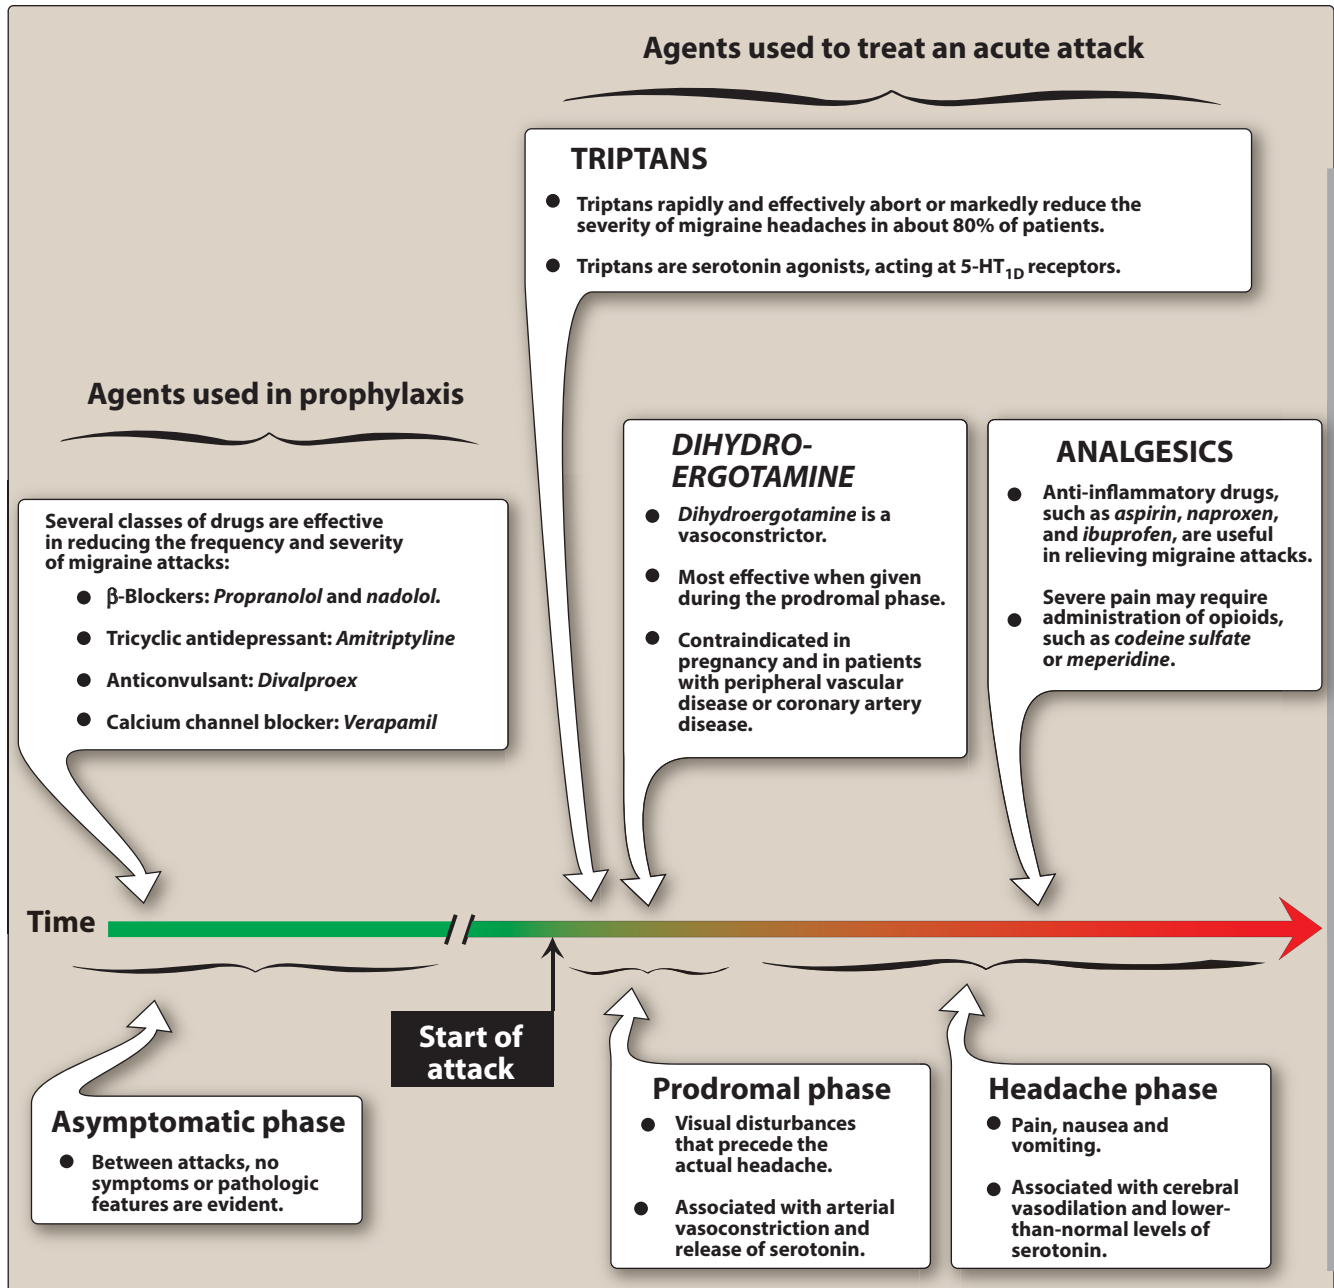 Agents used to treat an acute attack
TRIPTANS
● Triptans rapidly and effectively abort or markedly reduce the
severity of migraine headaches in about 80% of patients.
● Triptans are serotonin agonists, acting at 5-HT1D receptors.
Agents used in prophylaxis
Several classes of drugs are effective
in reducing the frequency and severity
of migraine attacks:
● β-Blockers: Propranolol and nadolol.
● Tricyclic antidepressant: Amitriptyline
● Anticonvulsant: Divalproex
● Calcium channel blocker: Verapamil
DIHYDRO-
ERGOTAMINE
● Dihydroergotamine is a
vasoconstrictor.
● Most effective when given
during the prodromal phase.
● Contraindicated in
pregnancy and in patients
with peripheral vascular
disease or coronary artery
disease.
ANALGESICS
● Anti-inflammatory drugs,
such as aspirin, naproxen,
and ibuprofen, are useful
in relieving migraine attacks.
● Severe pain may require
administration of opioids,
such as codeine sulfate
or meperidine.
Time
Start of
attack
Asymptomatic phase
● Between attacks, no
symptoms or pathologic
features are evident.
Prodromal phase
● Visual disturbances
that precede the
actual headache.
● Associated with arterial
vasoconstriction and
release of serotonin.
Headache phase
● Pain, nausea and
vomiting.
● Associated with cerebral
vasodilation and lower-
than-normal levels of
serotonin.